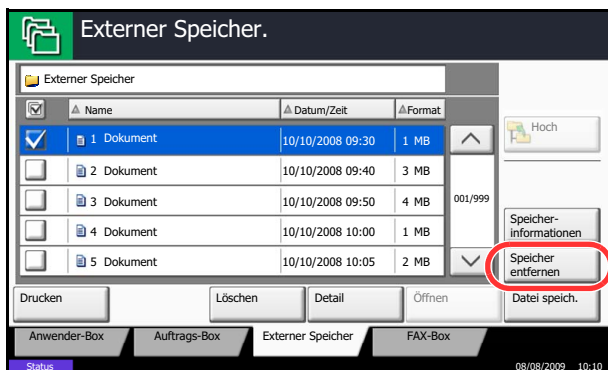 Externer Speicher.
Externer Speicher
Name Datum/Zeit Format
1 Dokument 10/10/2008 09:30 1 MB
2 Dokument 10/10/2008 09:40 3 MB
3 Dokument 10/10/2008 09:50 4 MB
4 Dokument 10/10/2008 10:00 1 MB
5 Dokument 10/10/2008 10:05 2 MB
001/999
Hoch
Speicher-
informationen
Speicher
entfernen
Drucken Löschen Detail Öffnen Datei speich.
Anwender-Box Auftrags-Box Externer Speicher FAX-Box
Status 08/08/2009 10:10